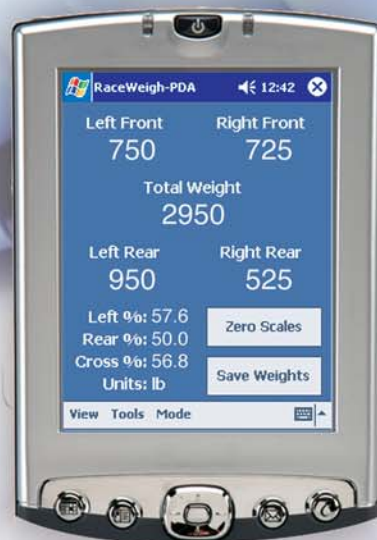 RaceWeigh-PDA 12:42
Left Front Right Front
750 725
Total Weight
2950
Left Rear Right Rear
950 525
Left %: 57.6
Rear %: 50.0
Cross %: 56.8
Units: lb
Zero Scales
Save Weights
View Tools Mode